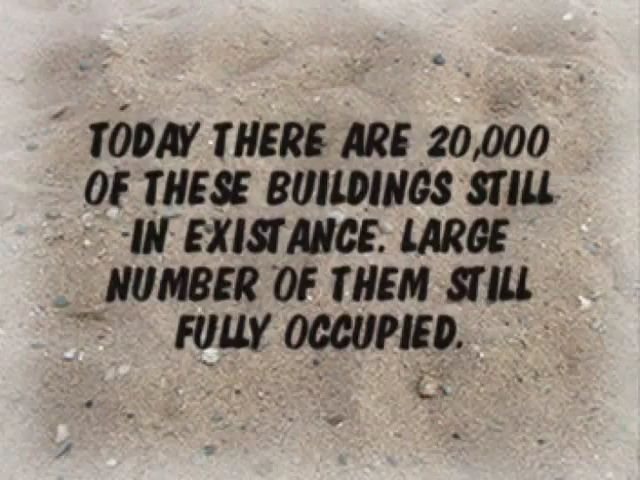 TODAY THERE ARE 20,000
OF THESE BUILDINGS STILL
IN EXISTANCE. LARGE
NUMBER OF THEM STILL
FULLY OCCUPIED.